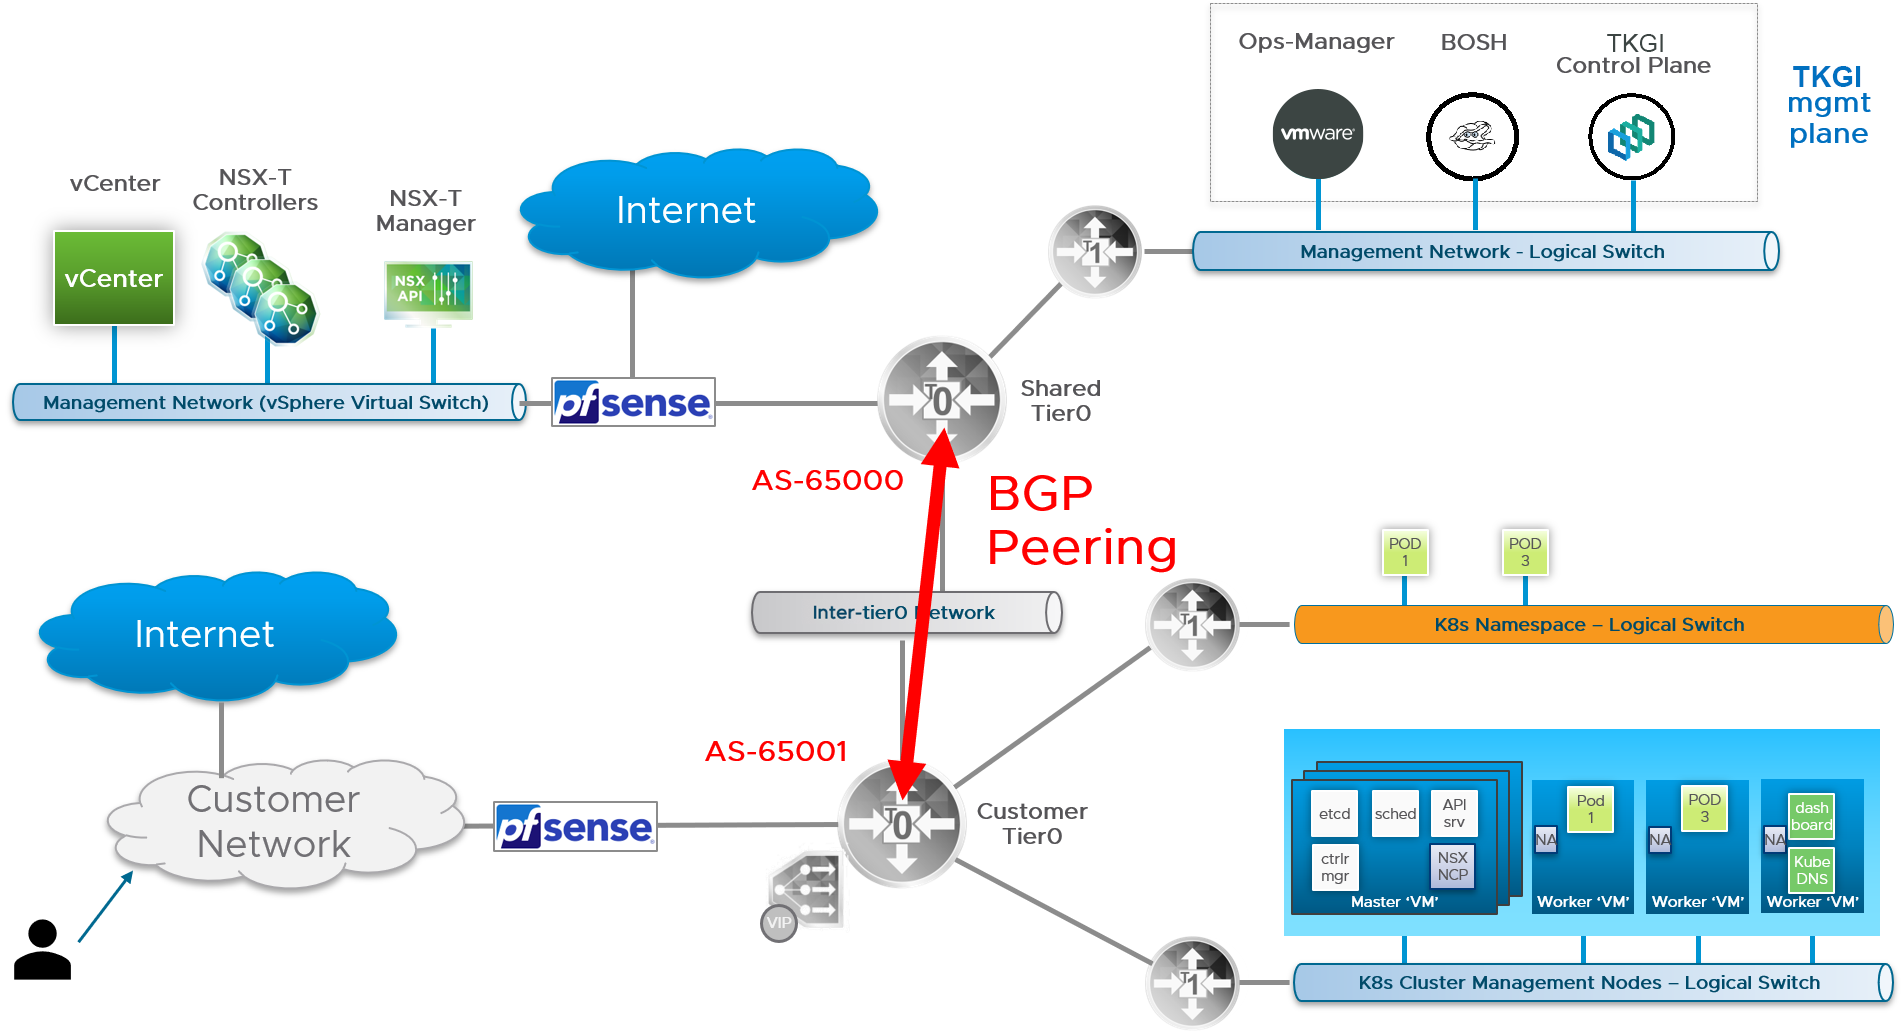 Ops-Manager
BOSH
TKGI
Control Plane
TKGI
mgmt
plane
vmware®
Management Network - Logical Switch
T1
vCenter
NSX-T
Controllers
NSX-T
Manager
vCenter
NSX
API
Internet
Management Network (vSphere Virtual Switch)
pfsense®
T0
Shared
Tier0
AS-65000
BGP
Peering
Inter-tier0 Network
AS-65001
Internet
Customer
Network
pfsense®
T0
Customer
Tier0
VIP
T1
POD
1
POD
3
K8s Namespace – Logical Switch
etcd
sched
API
srv
ctrlr
mgr
NSX
NCP
Master ‘VM’
NA
Pod
1
Worker ‘VM’
NA
POD
3
Worker ‘VM’
NA
dash
board
Kube
DNS
Worker ‘VM’
T1
K8s Cluster Management Nodes – Logical Switch